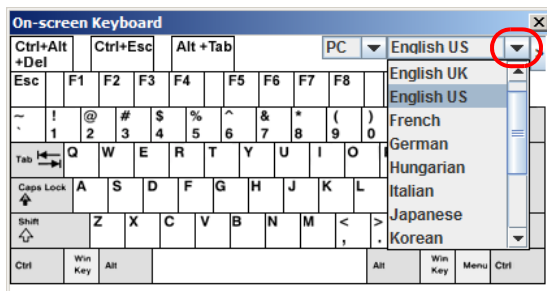 On-screen Keyboard
Ctrl+Alt +Del Ctrl+Esc Alt +Tab PC English US
Esc F1 F2 F3 F4 F5 F6 F7 F8
~ ! @ # $ % ^ & * ( )
` 1 2 3 4 5 6 7 8 9 0
Tab Q W E R T Y U I O
Caps Lock A S D F G H J K L
Shift Z X C V B N M < >
, .
Ctrl Win Key Alt Alt Win Key Menu Ctrl
English UK
English US
French
German
Hungarian
Italian
Japanese
Korean